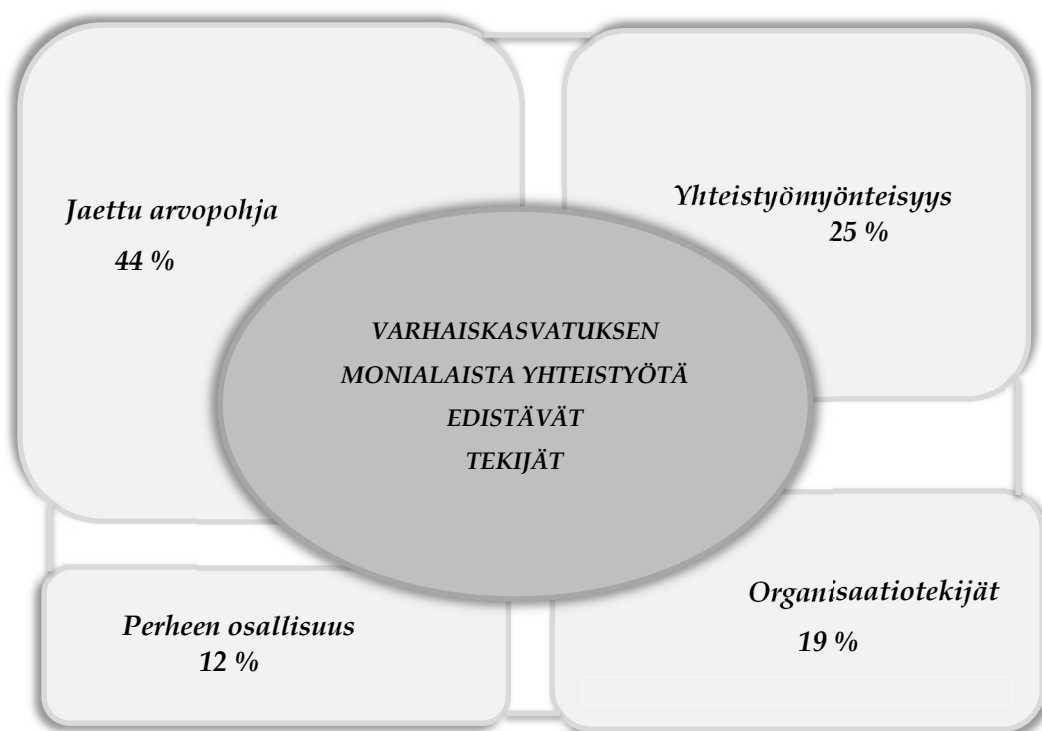 Jaettu arvopohja
44 %
Yhteistyömyönteisyys
25 %
VARHAISKASVATUKSEN
MONIALAISTA YHTEISTYÖTÄ
EDISTÄVÄT
TEKIJÄT
Perheen osallisuus
12 %
Organisaatiotekijät
19 %